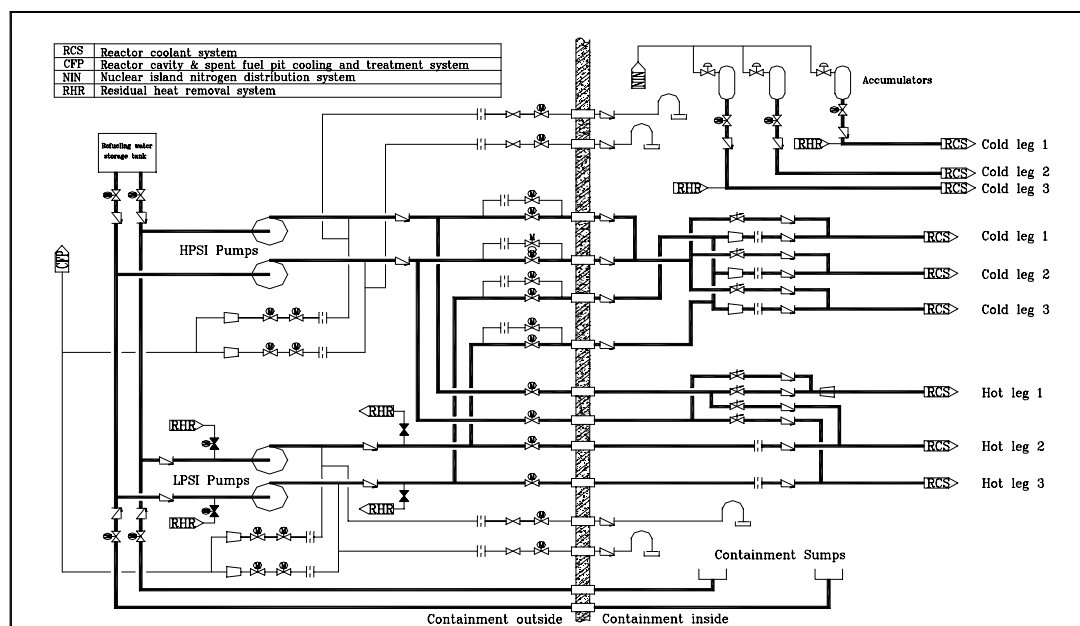 RCS Reactor coolant system
CFP Reactor cavity & spent fuel pit cooling and treatment system
NIN Nuclear island nitrogen distribution system
RHR Residual heat removal system
NIN
Accumulators
Refueling water
storage tank
RHR
RCS Cold leg 1
RCS Cold leg 2
RHR
RCS Cold leg 3
M
M
M
M
HPSI Pumps
CFP
M
M
M
M
M
M
RCS Cold leg 1
RCS Cold leg 2
RCS Cold leg 3
M M
M M
M
RHR
RHR
M
M
M
M
RCS Hot leg 1
RCS Hot leg 2
RCS Hot leg 3
LPSI Pumps
RHR
RHR
M M
M M
M
M
Containment Sumps
Containment outside
Containment inside